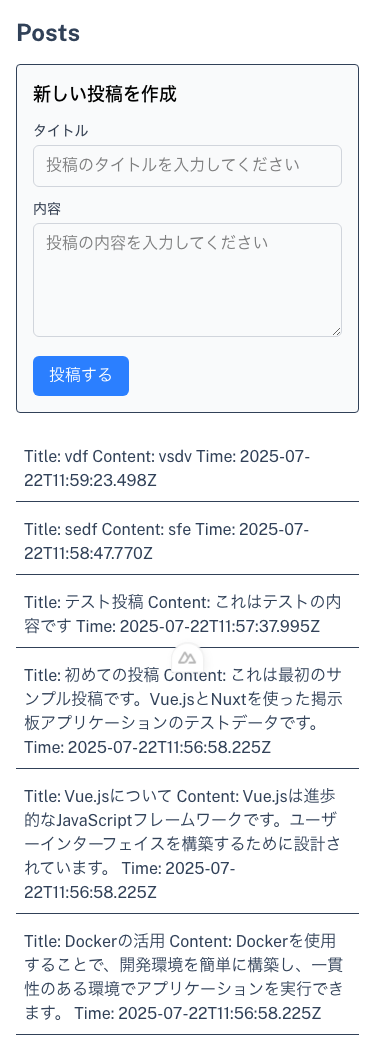 Posts
新しい投稿を作成
タイトル
投稿のタイトルを入力してください
内容
投稿の内容を入力してください
投稿する
Title: vdf Content: vsdv Time: 2025-07-
22T11:59:23.498Z
Title: sedf Content: sfe Time: 2025-07-
22T11:58:47.770Z
Title: テスト投稿 Content: これはテストの内
容です Time: 2025-07-22T11:57:37.995Z
Title: 初めての投稿 Content: これは最初のサ
ンプル投稿です。Vue.jsとNuxtを使った掲示
板アプリケーションのテストデータです。
Time: 2025-07-22T11:56:58.225Z
Title: Vue.jsについて Content: Vue.jsは進歩
的なJavaScriptフレームワークです。ユーザ
ーインターフェイスを構築するために設計さ
れています。 Time: 2025-07-
22T11:56:58.225Z
Title: Dockerの活用 Content: Dockerを使用
することで、開発環境を簡単に構築し、一貫
性のある環境でアプリケーションを実行でき
ます。 Time: 2025-07-22T11:56:58.225Z